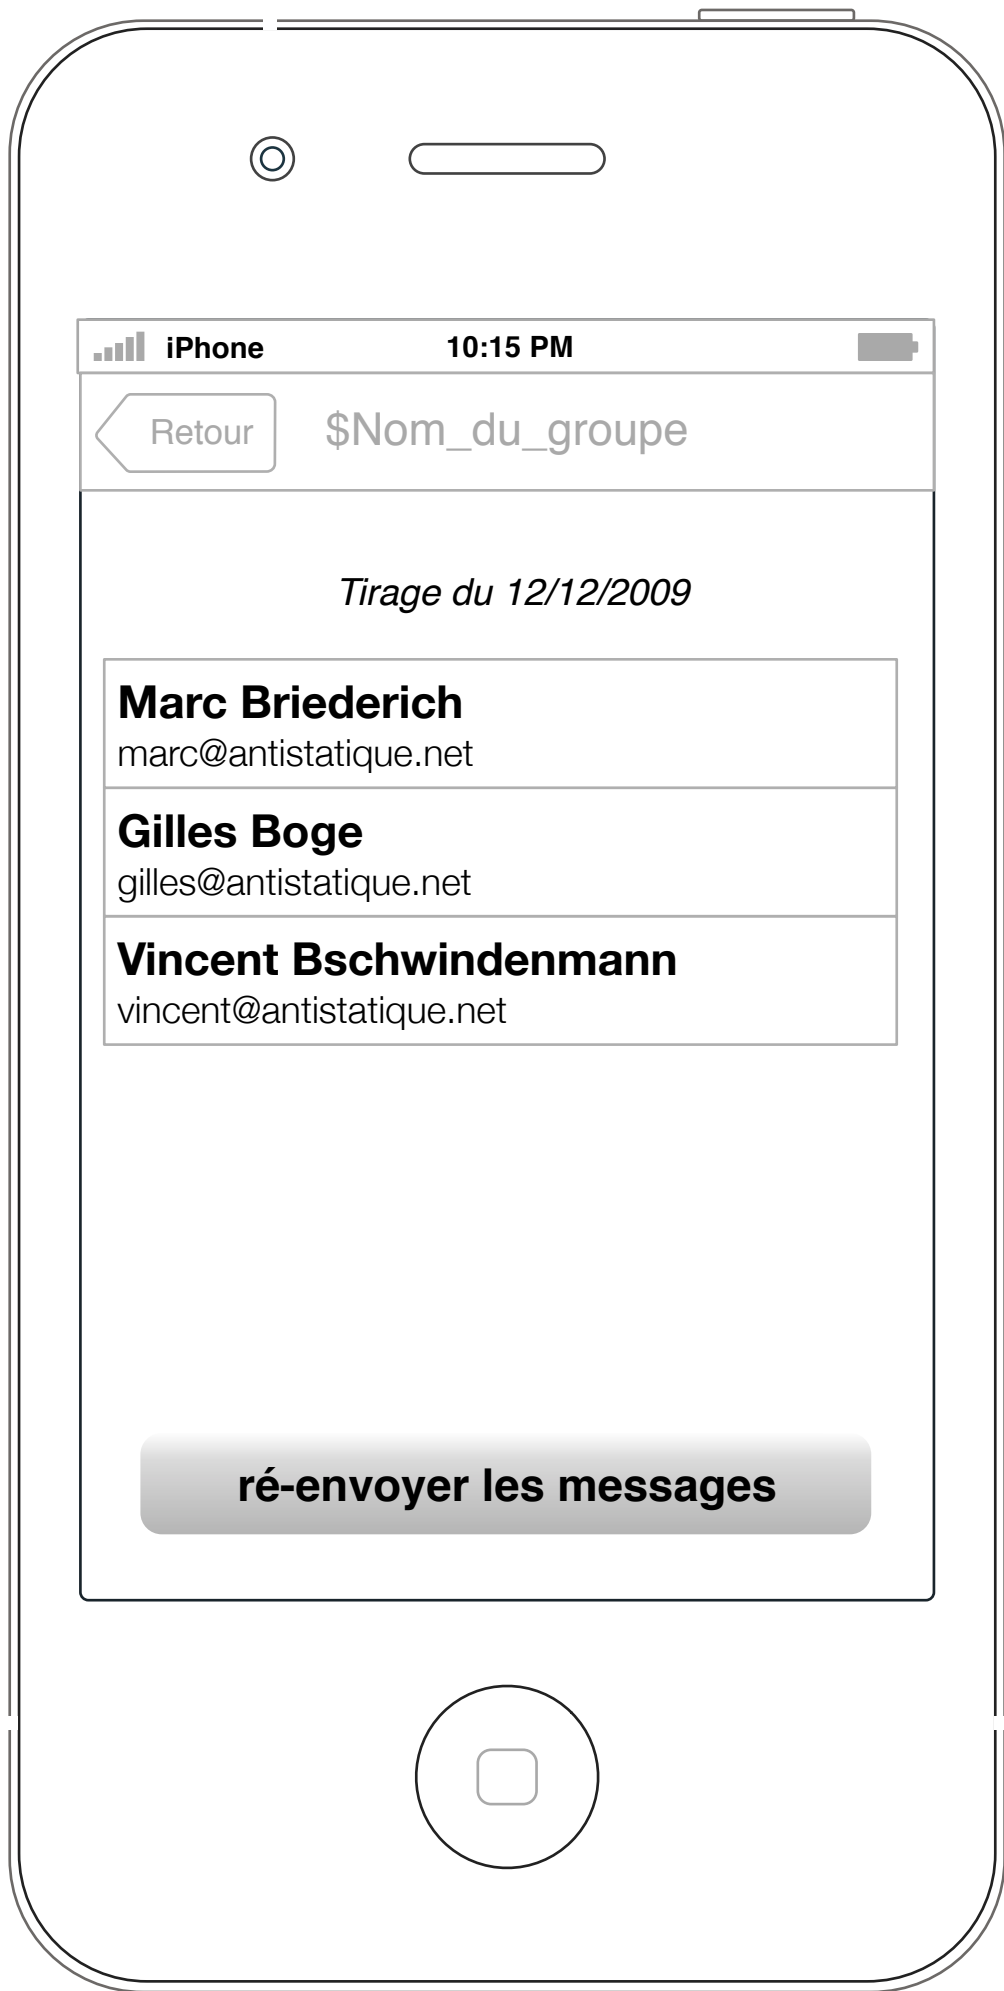 iPhone 10:15 PM
Retour $Nom_du_groupe
Tirage du 12/12/2009
Marc Briederich
marc@antistatique.net
Gilles Boge
gilles@antistatique.net
Vincent Bschwindenmann
vincent@antistatique.net
ré-envoyer les messages